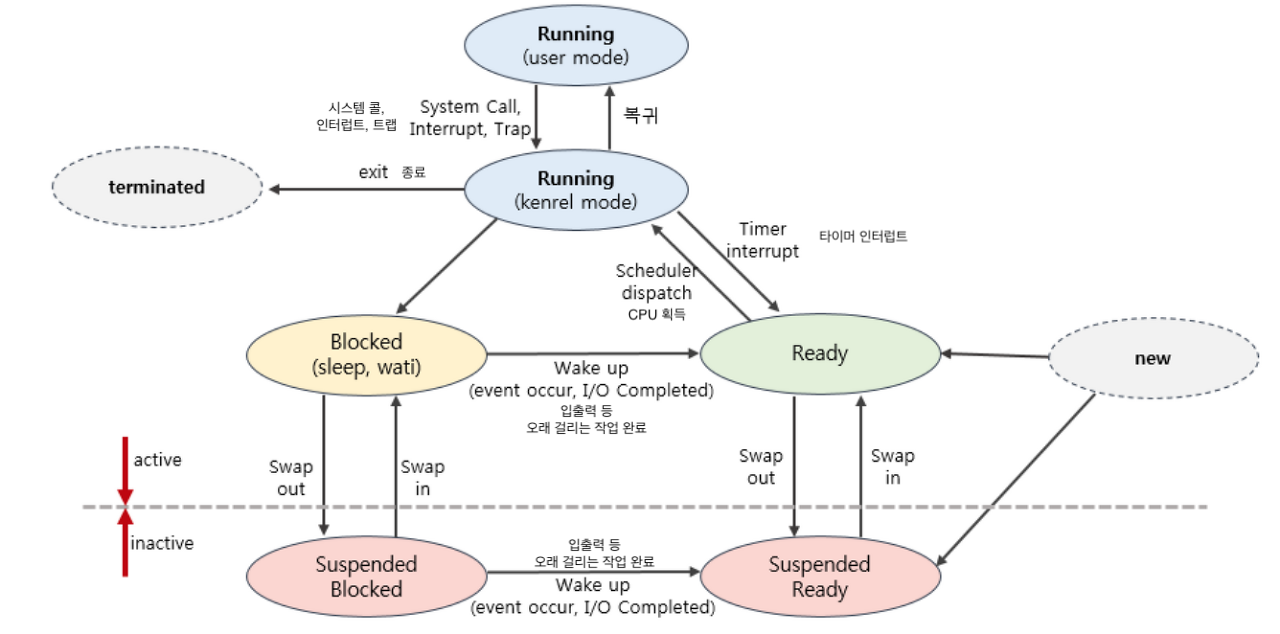 Running
(user mode)
시스템 콜,
인터럽트, 트랩
System Call,
Interrupt, Trap
복귀
terminated
exit 종료
Running
(kenrel mode)
Timer
interrupt
타이머 인터럽트
Scheduler
dispatch
CPU 획득
Blocked
(sleep, wati)
Wake up
(event occur, I/O Completed)
입출력 등
오래 걸리는 작업 완료
Ready
new
active
inactive
Swap
out
Swap
in
Swap
out
Swap
in
Suspended
Blocked
입출력 등
오래 걸리는 작업 완료
Wake up
(event occur, I/O Completed)
Suspended
Ready